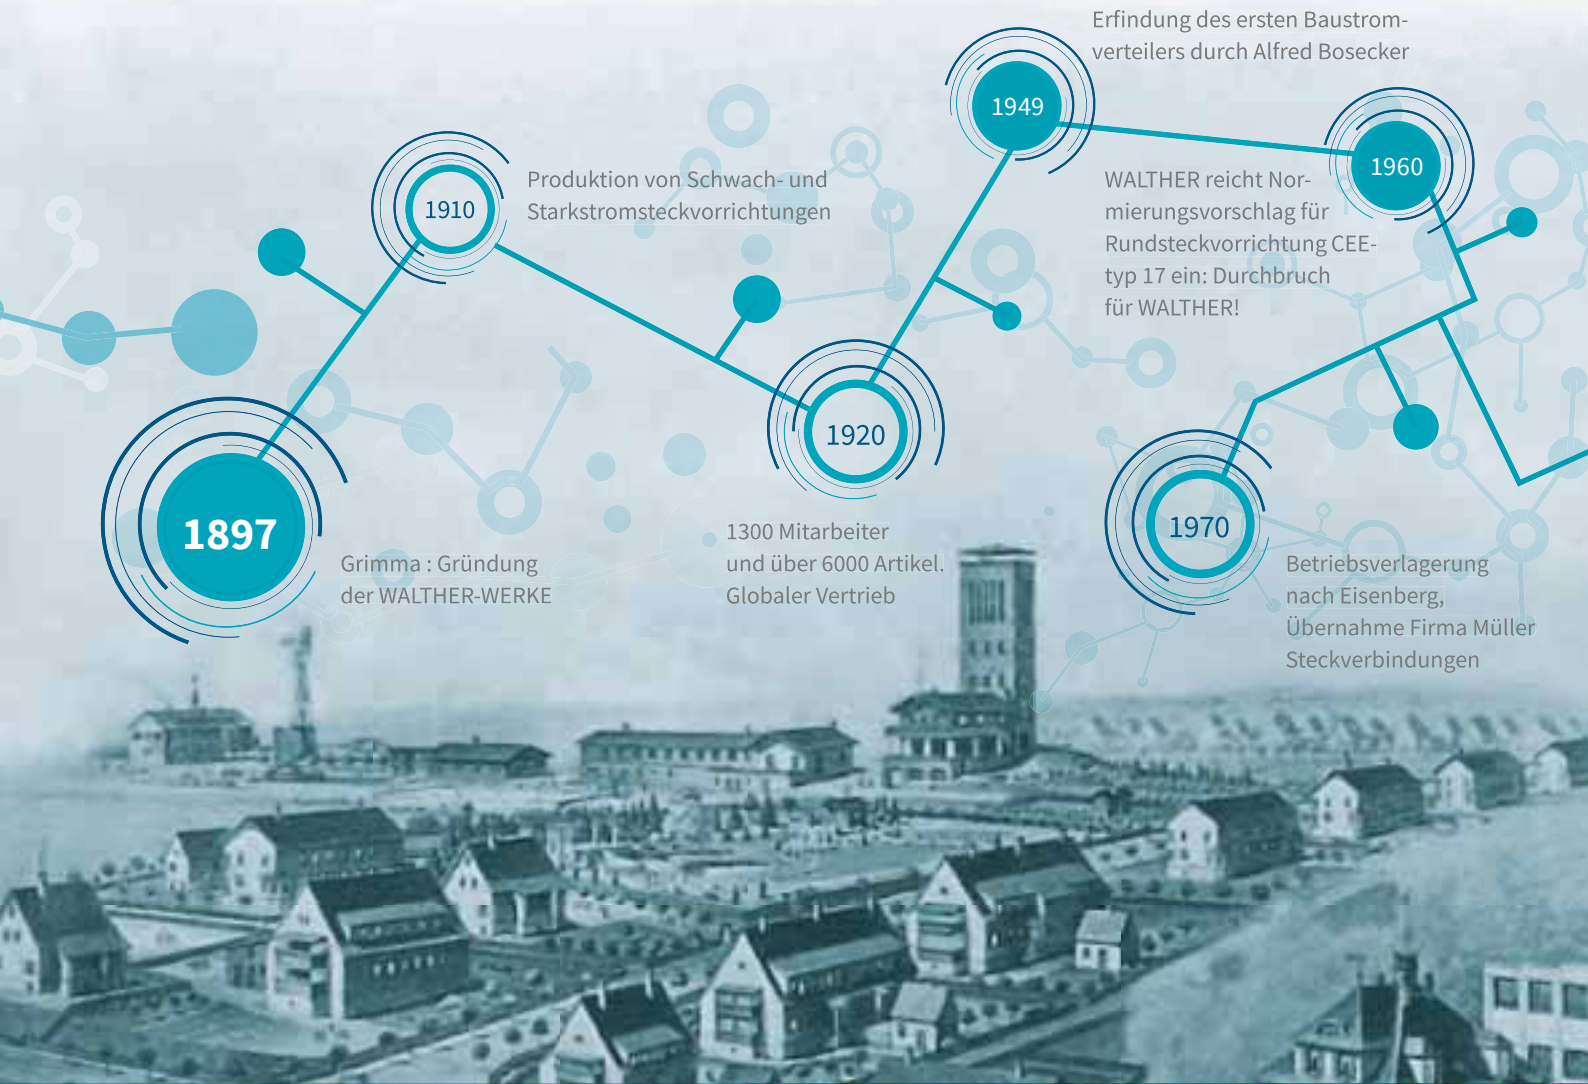 1897
Grimma : Gründung
der WALTHER-WERKE
1910
Produktion von Schwach- und
Starkstromsteckvorrichtungen
1920
1300 Mitarbeiter
und über 6000 Artikel.
Globaler Vertrieb
1949
Erfindung des ersten Baustrom-
verteilers durch Alfred Bosecker
1960
WALTHER reicht Nor-
mierungsvorschlag für
Rundsteckvorrichtung CEE-
typ 17 ein: Durchbruch
für WALTHER!
1970
Betriebsverlagerung
nach Eisenberg,
Übernahme Firma Müller
Steckverbindungen